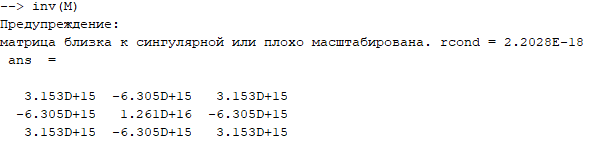 --> inv(M)
Предупреждение:
матрица близка к сингулярной или плохо масштабирована. rcond = 2.2028E-18
ans =
3.153D+15 -6.305D+15 3.153D+15
-6.305D+15 1.261D+16 -6.305D+15
3.153D+15 -6.305D+15 3.153D+15